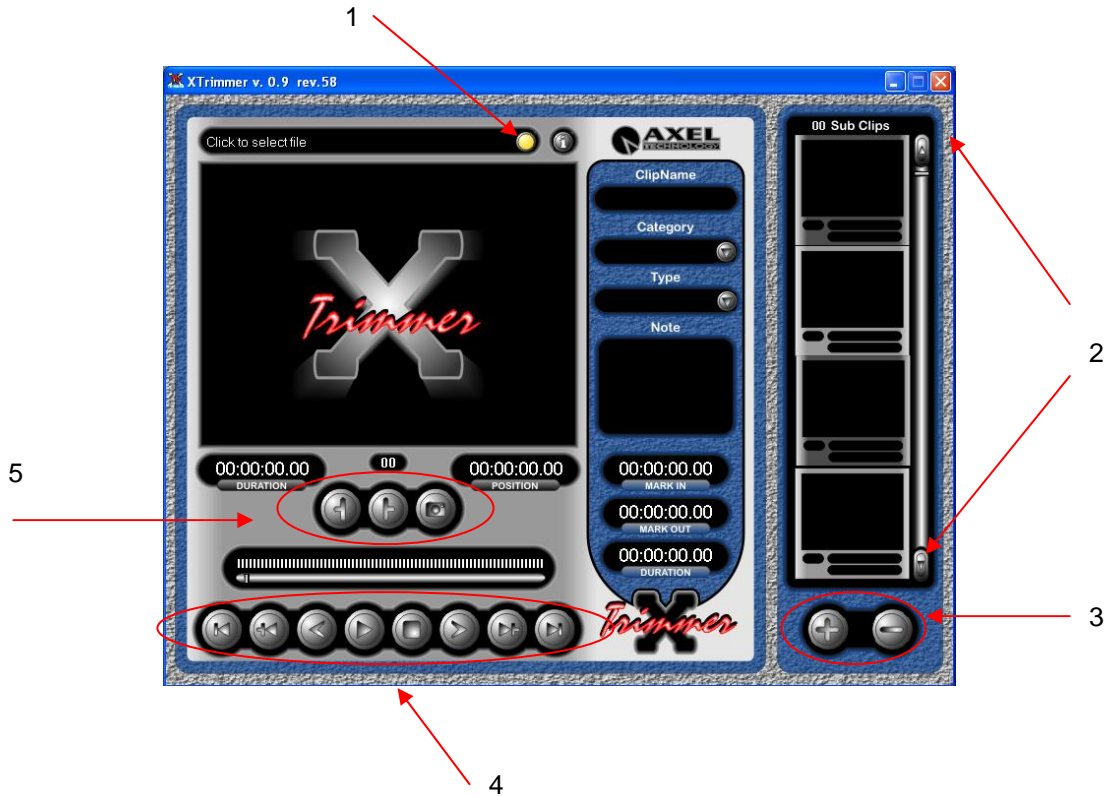 1
XTrimmer v. 0.9 rev.58
Click to select file
AXEL
TECHNOLOGY
00 Sub Clips
ClipName
Category
Type
Note
X
Trimmer
2
5
00:00:00.00
DURATION
00
00:00:00.00
POSITION
00:00:00.00
MARK IN
00:00:00.00
MARK OUT
00:00:00.00
DURATION
X
Trimmer
3
4